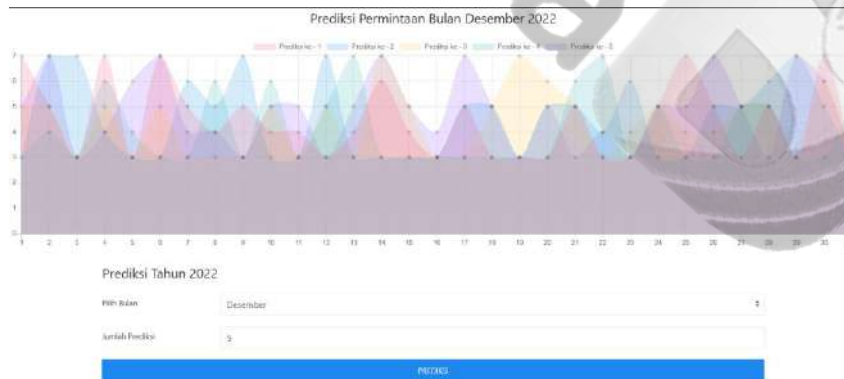 Prediksi Permintaan Bulan Desember 2022
Prediksi ke - 1 Prediksi ke - 2 Prediksi ke - 3 Prediksi ke - 4 Prediksi ke - 5
7
6
5
4
3
2
1
0
1 2 3 4 5 6 7 8 9 10 11 12 13 14 15 16 17 18 19 20 21 22 23 24 25 26 27 28 29 30
Prediksi Tahun 2022
Pilih Bulan Desember
Jumlah Prediksi 5
PREDIKSI